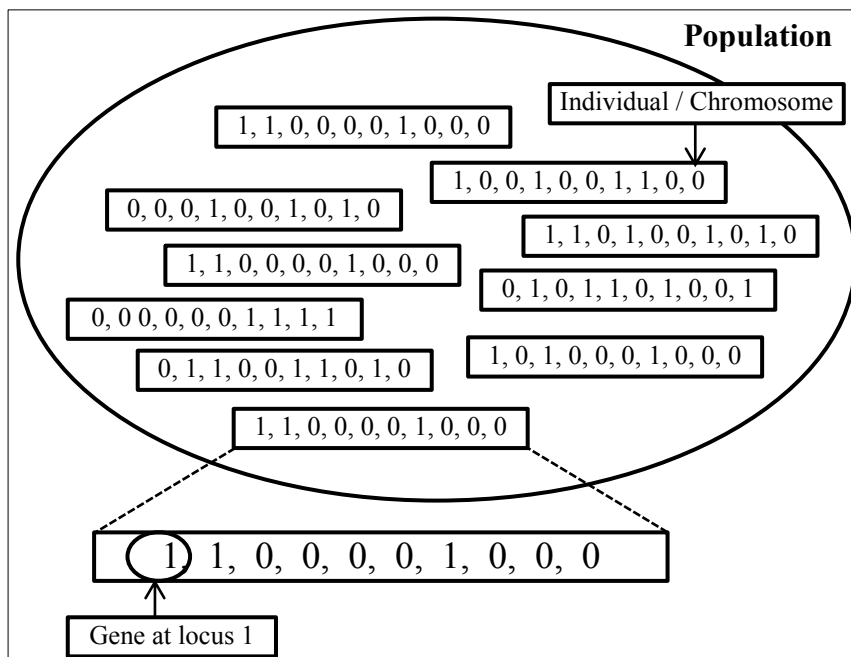 Population
Individual / Chromosome
1, 1, 0, 0, 0, 0, 1, 0, 0, 0
1, 0, 0, 1, 0, 0, 1, 1, 0, 0
0, 0, 0, 1, 0, 0, 1, 0, 1, 0
1, 1, 0, 1, 0, 0, 1, 0, 1, 0
1, 1, 0, 0, 0, 0, 1, 0, 0, 0
0, 1, 0, 1, 1, 0, 1, 0, 0, 1
0, 0 0, 0, 0, 0, 1, 1, 1, 1
1, 0, 1, 0, 0, 0, 1, 0, 0, 0
0, 1, 1, 0, 0, 1, 1, 0, 1, 0
1, 1, 0, 0, 0, 0, 1, 0, 0, 0
1, 1, 0, 0, 0, 0, 1, 0, 0, 0
Gene at locus 1